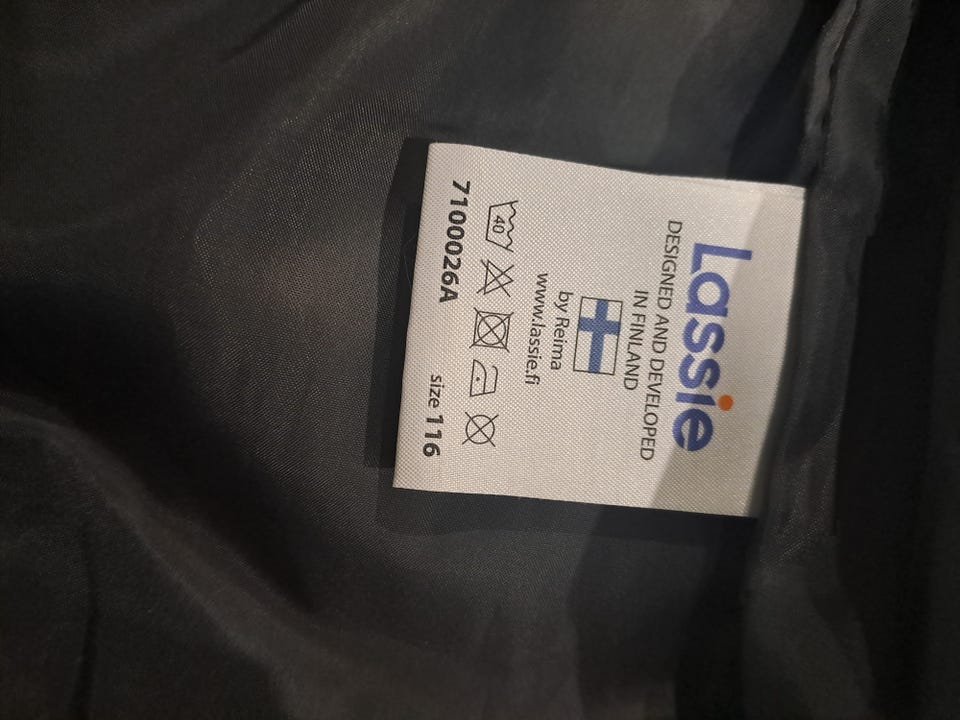 Lassie
DESIGNED AND DEVELOPED
IN FINLAND
by Reima
www.lassie.fi
40
7100026A size 116